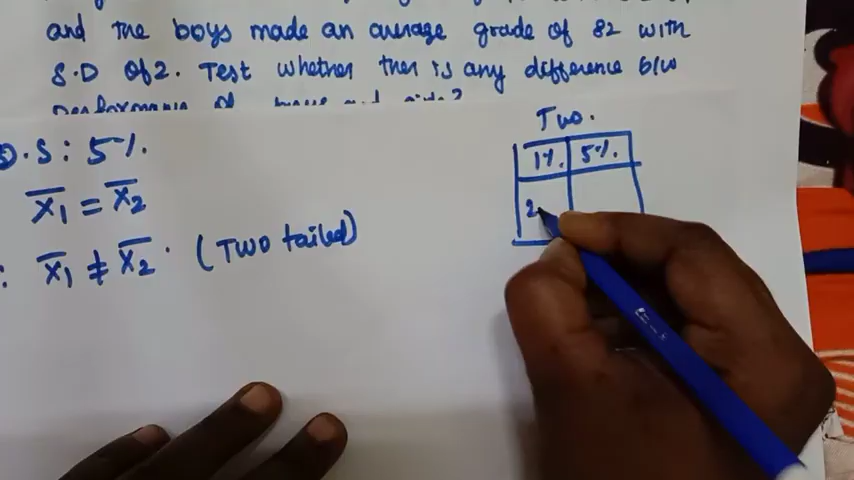 and the boys made an average grade of 82 with
S.D of 2. Test whether ther is any difference b/w
O.S : 5%.
X̄1 = X̄2
: X̄1 ≠ X̄2 . (Two tailed)
Two.
1%. 5%.
2.